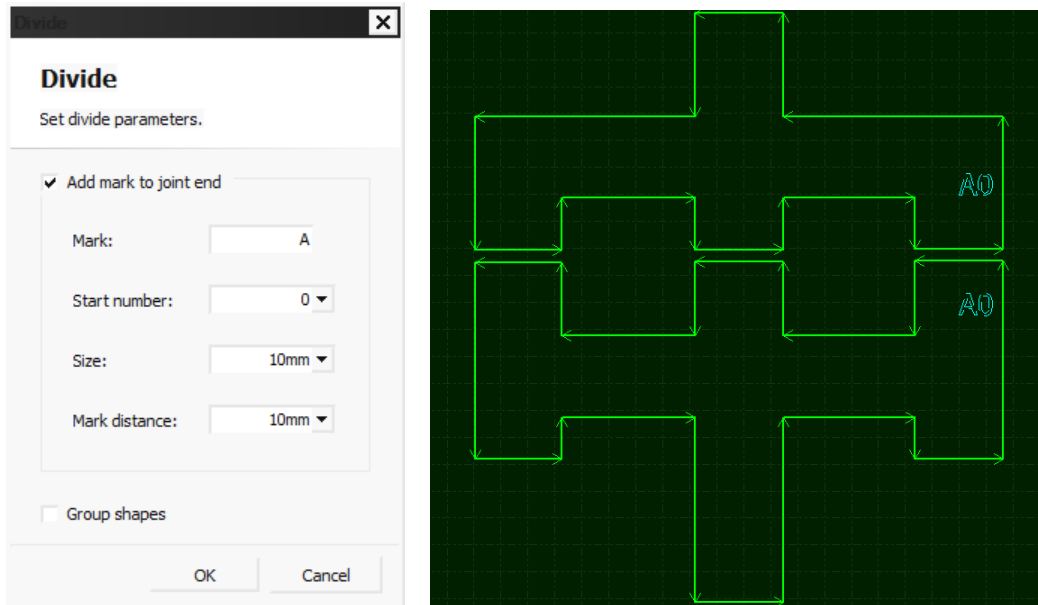 Divide
Divide
Set divide parameters.
Add mark to joint end
Mark: A
Start number: 0
Size: 10mm
Mark distance: 10mm
Group shapes
OK Cancel
A0
A0